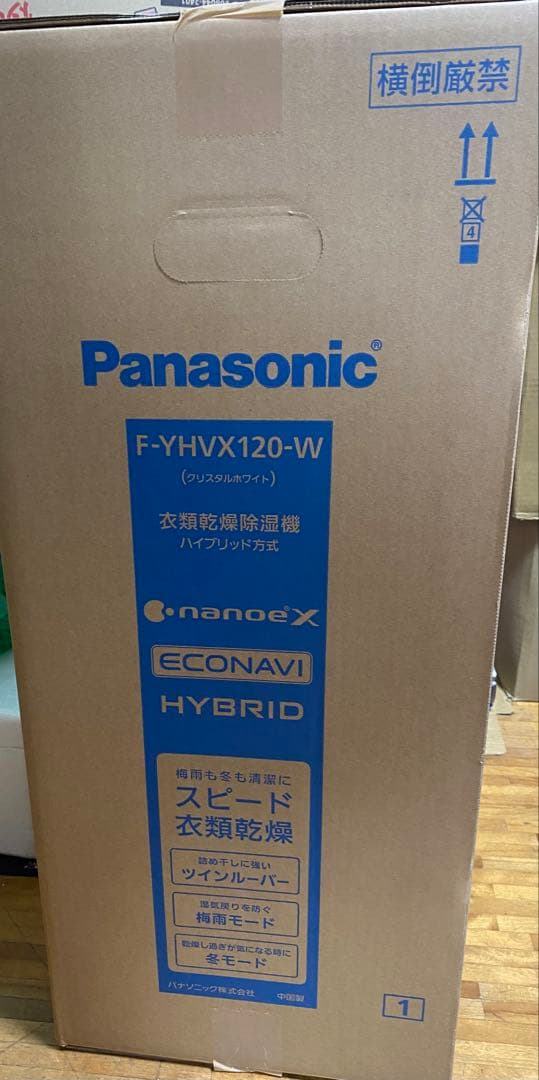 横倒厳禁
4
Panasonic®
F-YHVX120-W
(クリスタルホワイト)
衣類乾燥除湿機
ハイブリッド方式
nanoe®X
ECONAVI
HYBRID
梅雨も冬も清潔に
スピード
衣類乾燥
詰め干しに強い
ツインルーバー
湿気戻りを防ぐ
梅雨モード
乾燥し過ぎが気になる時に
冬モード
パナソニック株式会社 中国製
1